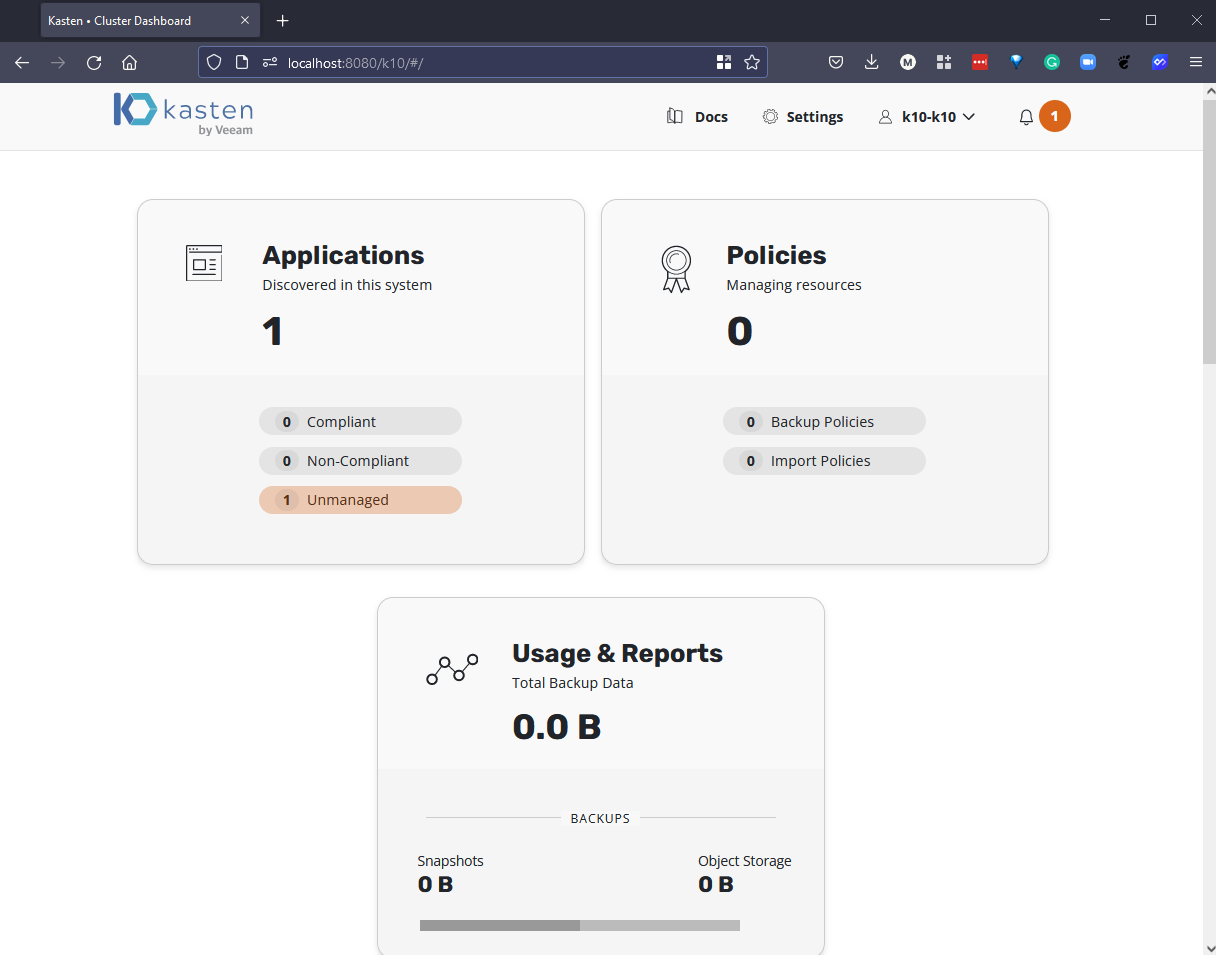 Kasten • Cluster Dashboard
localhost:8080/k10/#/
kasten
by Veeam
Docs
Settings
k10-k10
1
Applications
Discovered in this system
1
0 Compliant
0 Non-Compliant
1 Unmanaged
Policies
Managing resources
0
0 Backup Policies
0 Import Policies
Usage & Reports
Total Backup Data
0.0 B
BACKUPS
Snapshots
0 B
Object Storage
0 B